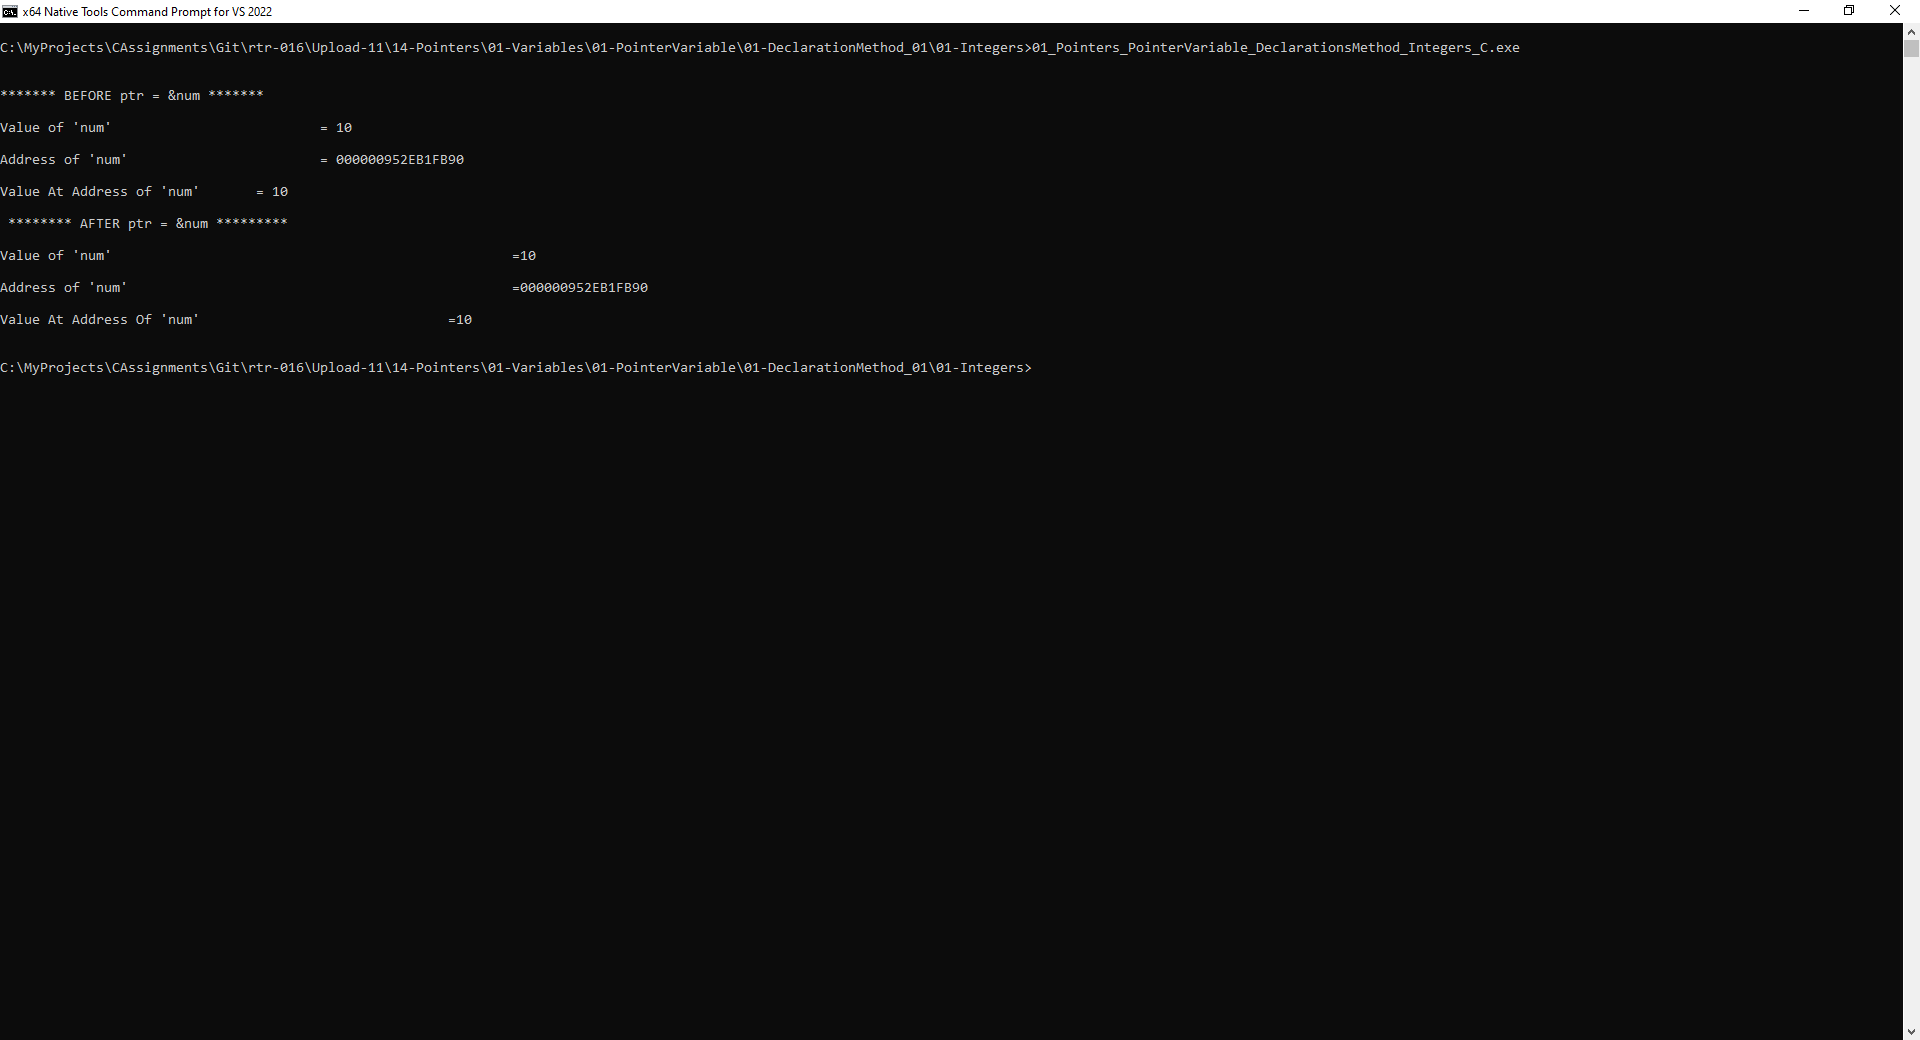 x64 Native Tools Command Prompt for VS 2022
C:\MyProjects\CAssignments\Git\rtr-016\Upload-11\14-Pointers\01-Variables\01-PointerVariable\01-DeclarationMethod_01\01-Integers>01_Pointers_PointerVariable_DeclarationsMethod_Integers_C.exe
******* BEFORE ptr = &num *******
Value of 'num'                          = 10
Address of 'num'                        = 000000952EB1FB90
Value At Address of 'num'       = 10
 ******** AFTER ptr = &num *********
Value of 'num'                                                  =10
Address of 'num'                                                =000000952EB1FB90
Value At Address Of 'num'                               =10
C:\MyProjects\CAssignments\Git\rtr-016\Upload-11\14-Pointers\01-Variables\01-PointerVariable\01-DeclarationMethod_01\01-Integers>